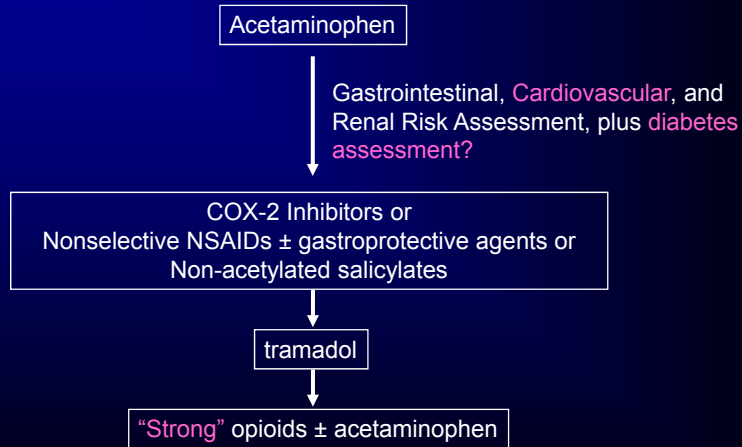 Acetaminophen
Gastrointestinal, Cardiovascular, and
Renal Risk Assessment, plus diabetes
assessment?
COX-2 Inhibitors or
Nonselective NSAIDs ± gastroprotective agents or
Non-acetylated salicylates
tramadol
“Strong” opioids ± acetaminophen